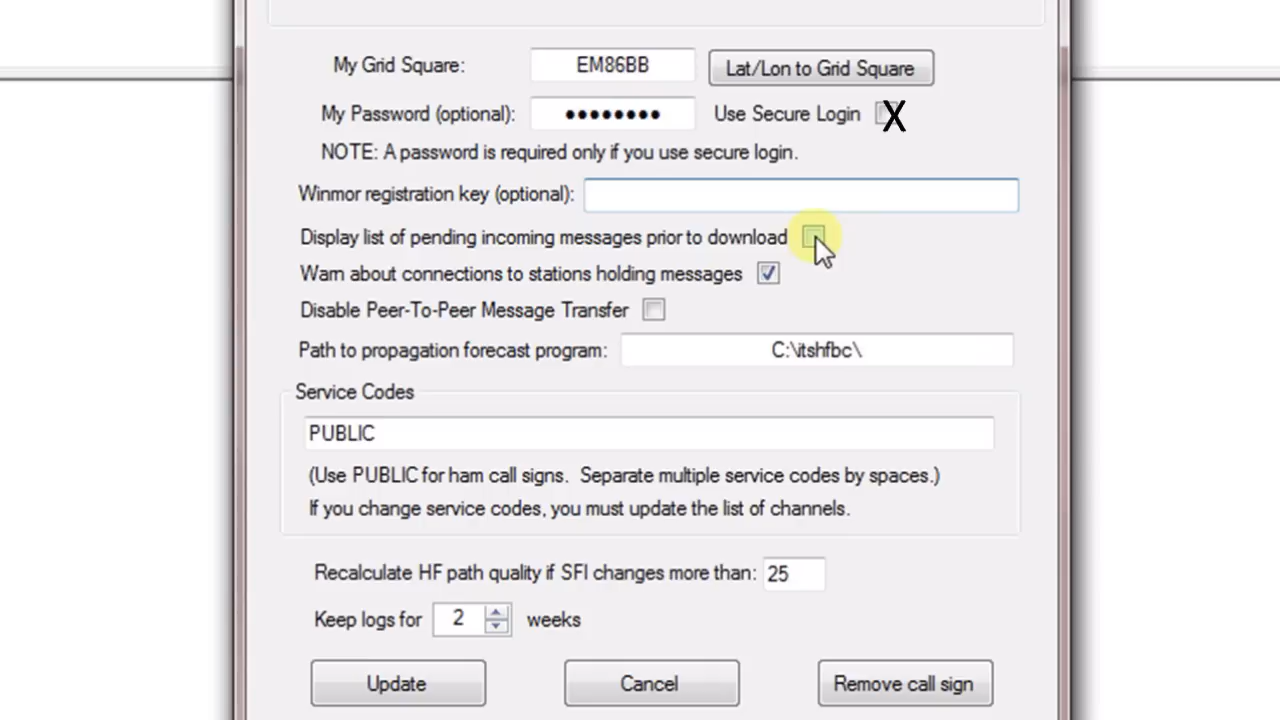 My Grid Square: EM86BB Lat/Lon to Grid Square
My Password (optional): •••••••• Use Secure Login X
NOTE: A password is required only if you use secure login.
Winmor registration key (optional):
Display list of pending incoming messages prior to download
Warn about connections to stations holding messages
Disable Peer-To-Peer Message Transfer
Path to propagation forecast program: C:\itshfbc\
Service Codes
PUBLIC
(Use PUBLIC for ham call signs. Separate multiple service codes by spaces.)
If you change service codes, you must update the list of channels.
Recalculate HF path quality if SFI changes more than: 25
Keep logs for 2 weeks
Update Cancel Remove call sign